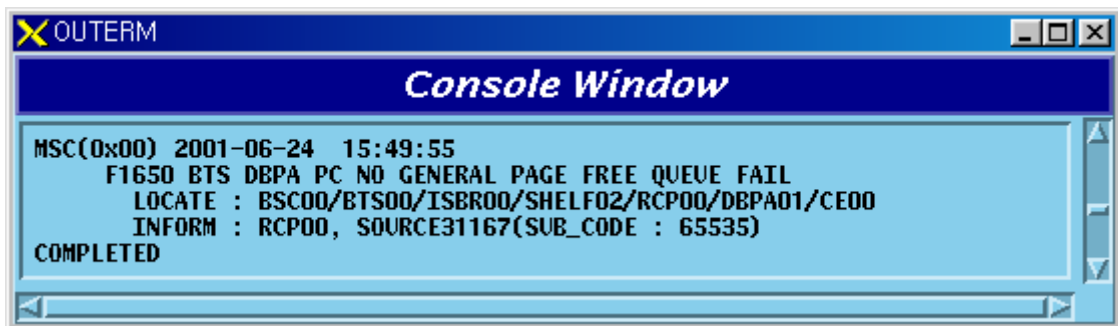 OUTERM
Console Window
MSC(0x00) 2001-06-24 15:49:55
F1650 BTS DBPA PC NO GENERAL PAGE FREE QUEUE FAIL
LOCATE : BSC00/BTS00/ISBR00/SHELF02/RCP00/DBPA01/CE00
INFORM : RCP00, SOURCE31167(SUB_CODE : 65535)
COMPLETED